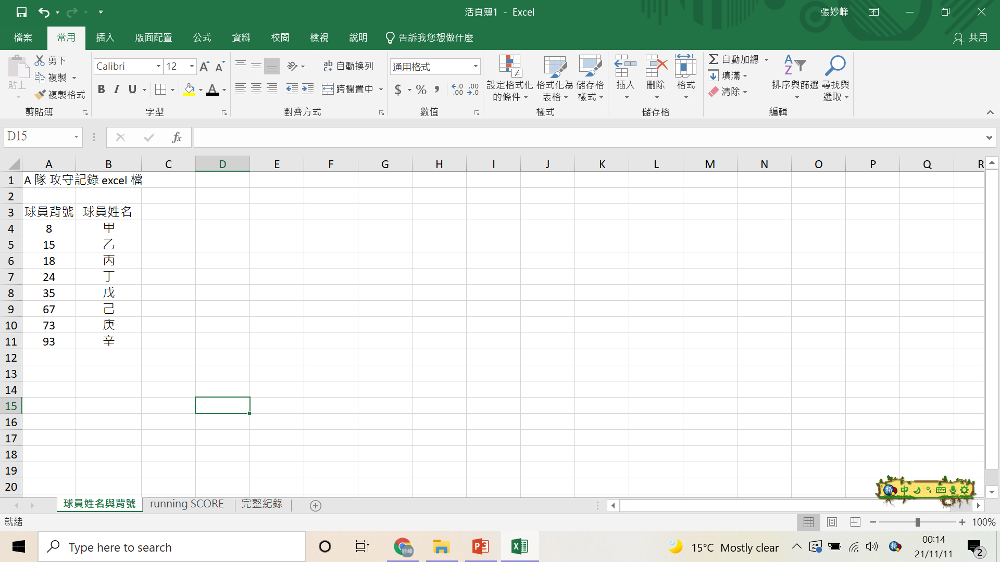 活頁簿1 - Excel
張妙峰
檔案 常用 插入 版面配置 公式 資料 校閱 檢視 說明 告訴我您想做什麼 共用
貼上
剪下
複製
複製格式
剪貼簿
Calibri 12
B I U
字型
自動換列
跨欄置中
對齊方式
通用格式
$ % ,
數值
設定格式化的條件
格式化為表格
儲存格樣式
樣式
插入
刪除
格式
儲存格
自動加總
填滿
清除
排序與篩選
尋找與選取
編輯
D15
fx
A B C D E F G H I J K L M N O P Q R
1 A 隊 攻守記錄 excel 檔
2
3 球員背號 球員姓名
4 8 甲
5 15 乙
6 18 丙
7 24 丁
8 35 戊
9 67 己
10 73 庚
11 93 辛
12
13
14
15
16
17
18
19
20
球員姓名與背號 running SCORE 完整紀錄
就緒
100%
Type here to search
15°C Mostly clear
00:14
21/11/11
2